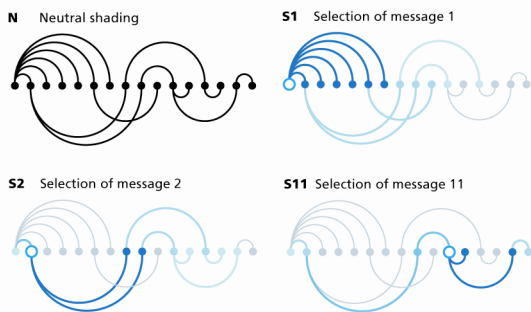 N Neutral shading
S1 Selection of message 1
S2 Selection of message 2
S11 Selection of message 11